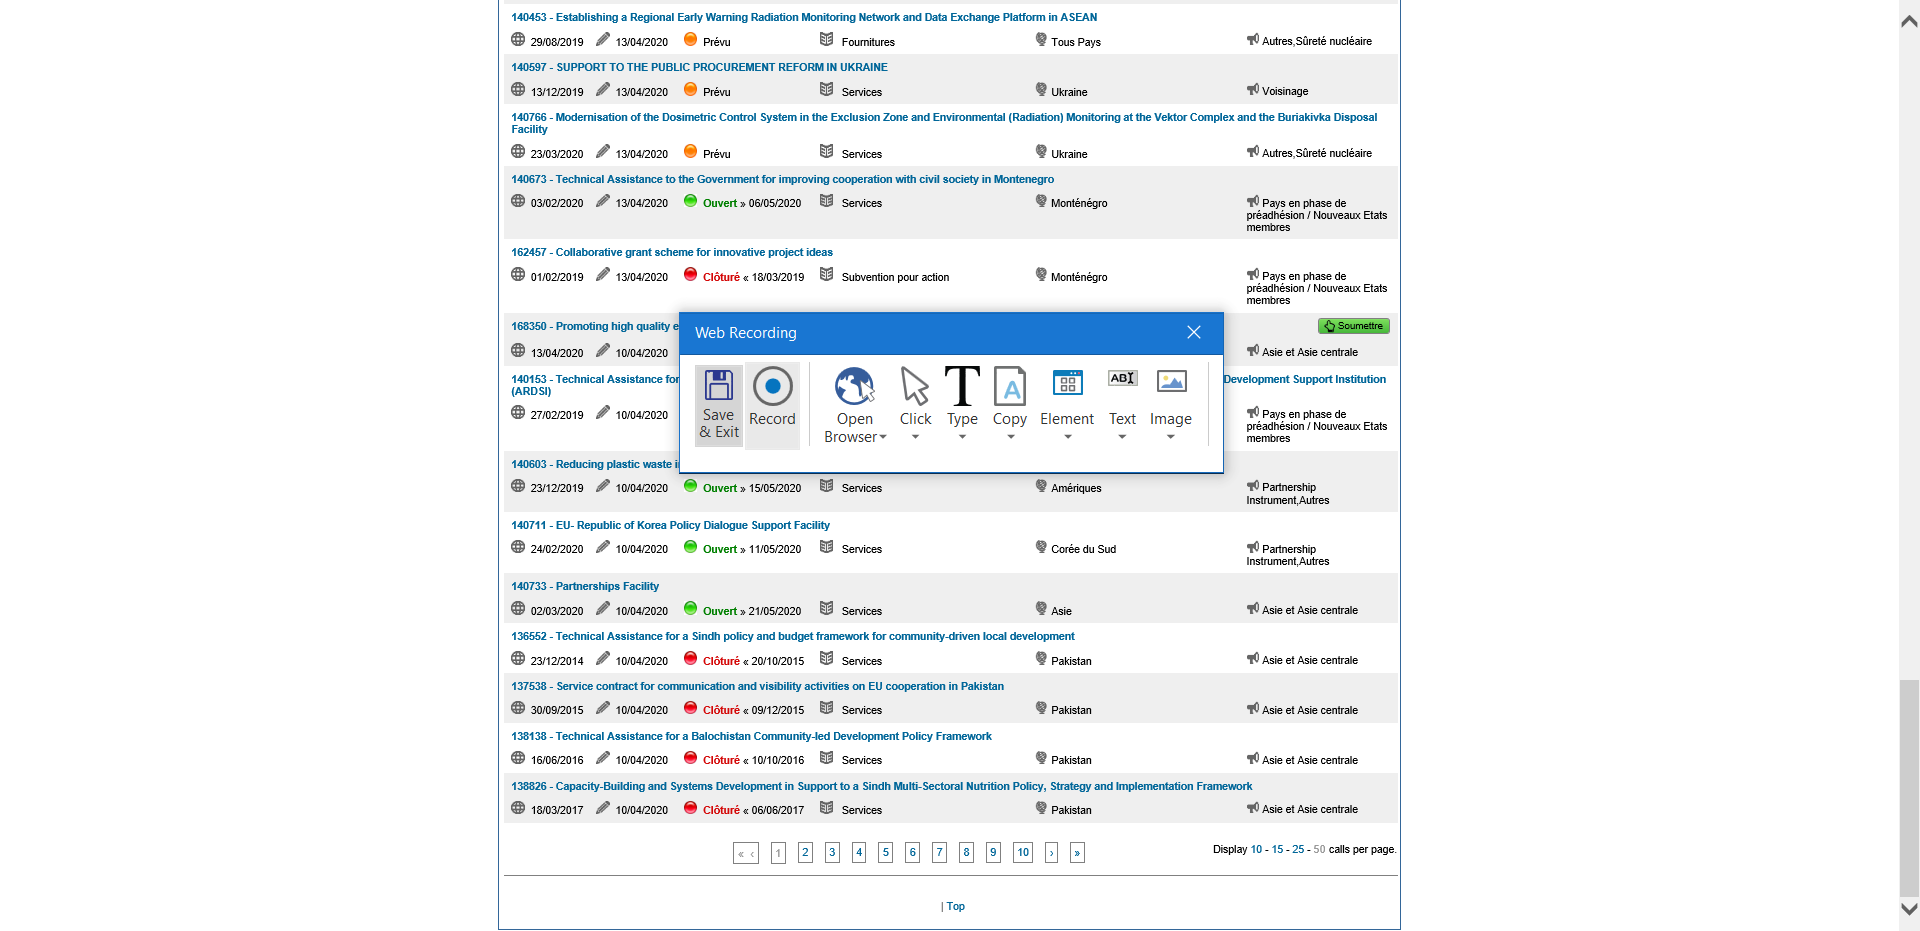 140453 - Establishing a Regional Early Warning Radiation Monitoring Network and Data Exchange Platform in ASEAN
29/08/2019 13/04/2020 Prévu Fournitures Tous Pays Autres,Sûreté nucléaire
140597 - SUPPORT TO THE PUBLIC PROCUREMENT REFORM IN UKRAINE
13/12/2019 13/04/2020 Prévu Services Ukraine Voisinage
140766 - Modernisation of the Dosimetric Control System in the Exclusion Zone and Environmental (Radiation) Monitoring at the Vektor Complex and the Buriakivka Disposal
Facility
23/03/2020 13/04/2020 Prévu Services Ukraine Autres,Sûreté nucléaire
140673 - Technical Assistance to the Government for improving cooperation with civil society in Montenegro
03/02/2020 13/04/2020 Ouvert » 06/05/2020 Services Monténégro Pays en phase de
préadhésion / Nouveaux Etats
membres
162457 - Collaborative grant scheme for innovative project ideas
01/02/2019 13/04/2020 Clôturé « 18/03/2019 Subvention pour action Monténégro Pays en phase de
préadhésion / Nouveaux Etats
membres
168350 - Promoting high quality e Soumettre
13/04/2020 10/04/2020 Asie et Asie centrale
140153 - Technical Assistance for Development Support Institution
(ARDSI)
27/02/2019 10/04/2020 Pays en phase de
préadhésion / Nouveaux Etats
membres
Web Recording
Save
& Exit
Record
Open
Browser
Click
Type
Copy
Element
ABI
Text
Image
140603 - Reducing plastic waste i
23/12/2019 10/04/2020 Ouvert » 15/05/2020 Services Amériques Partnership
Instrument,Autres
140711 - EU- Republic of Korea Policy Dialogue Support Facility
24/02/2020 10/04/2020 Ouvert » 11/05/2020 Services Corée du Sud Partnership
Instrument,Autres
140733 - Partnerships Facility
02/03/2020 10/04/2020 Ouvert » 21/05/2020 Services Asie Asie et Asie centrale
136552 - Technical Assistance for a Sindh policy and budget framework for community-driven local development
23/12/2014 10/04/2020 Clôturé « 20/10/2015 Services Pakistan Asie et Asie centrale
137538 - Service contract for communication and visibility activities on EU cooperation in Pakistan
30/09/2015 10/04/2020 Clôturé « 09/12/2015 Services Pakistan Asie et Asie centrale
138138 - Technical Assistance for a Balochistan Community-led Development Policy Framework
16/06/2016 10/04/2020 Clôturé « 10/10/2016 Services Pakistan Asie et Asie centrale
138826 - Capacity-Building and Systems Development in Support to a Sindh Multi-Sectoral Nutrition Policy, Strategy and Implementation Framework
18/03/2017 10/04/2020 Clôturé « 06/06/2017 Services Pakistan Asie et Asie centrale
« ‹ 1 2 3 4 5 6 7 8 9 10 › » Display 10 - 15 - 25 - 50 calls per page.
| Top